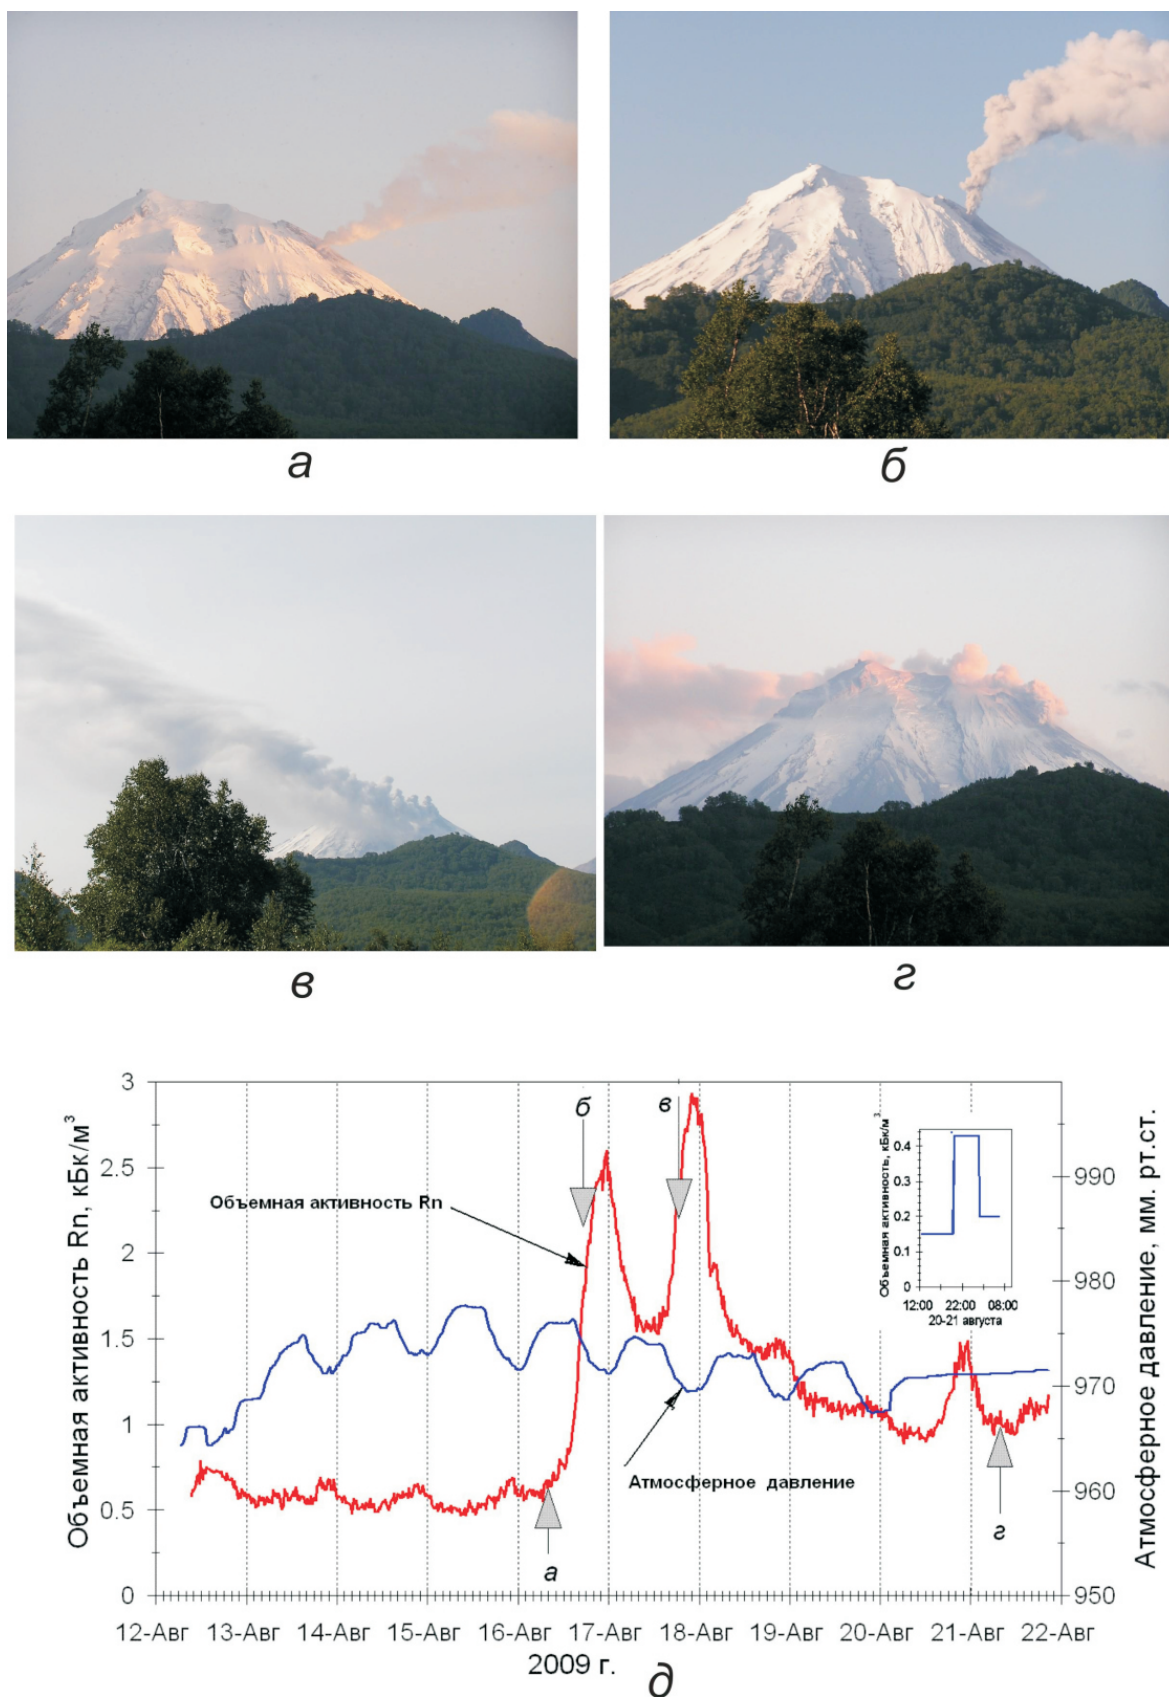 а
б
в
г
3
2.5
2
1.5
1
0.5
0
Объемная активность Rn, кБк/м³
990
980
970
960
950
Атмосферное давление, мм. рт.ст.
б
в
Объемная активность Rn
Атмосферное давление
а
г
Объемная активность, кБк/м³
0.4
0.3
0.2
0.1
0
12:00 22:00 08:00
20-21 августа
12-Авг 13-Авг 14-Авг 15-Авг 16-Авг 17-Авг 18-Авг 19-Авг 20-Авг 21-Авг 22-Авг
2009 г.
д